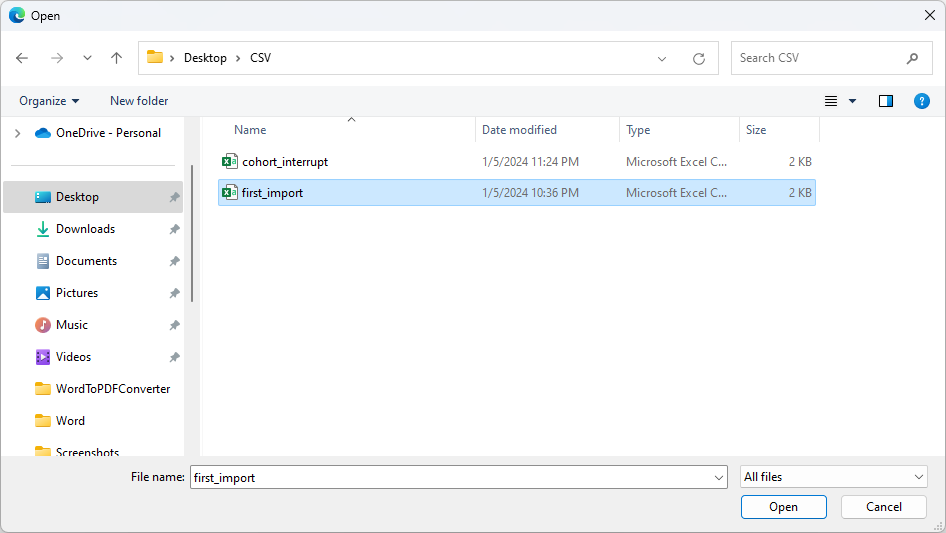 Open
Desktop > CSV
Search CSV
Organize
New folder
OneDrive - Personal
Desktop
Downloads
Documents
Pictures
Music
Videos
WordToPDFConverter
Word
Screenshots
Name Date modified Type Size
cohort_interrupt 1/5/2024 11:24 PM Microsoft Excel C... 2 KB
first_import 1/5/2024 10:36 PM Microsoft Excel C... 2 KB
File name: first_import All files
Open Cancel